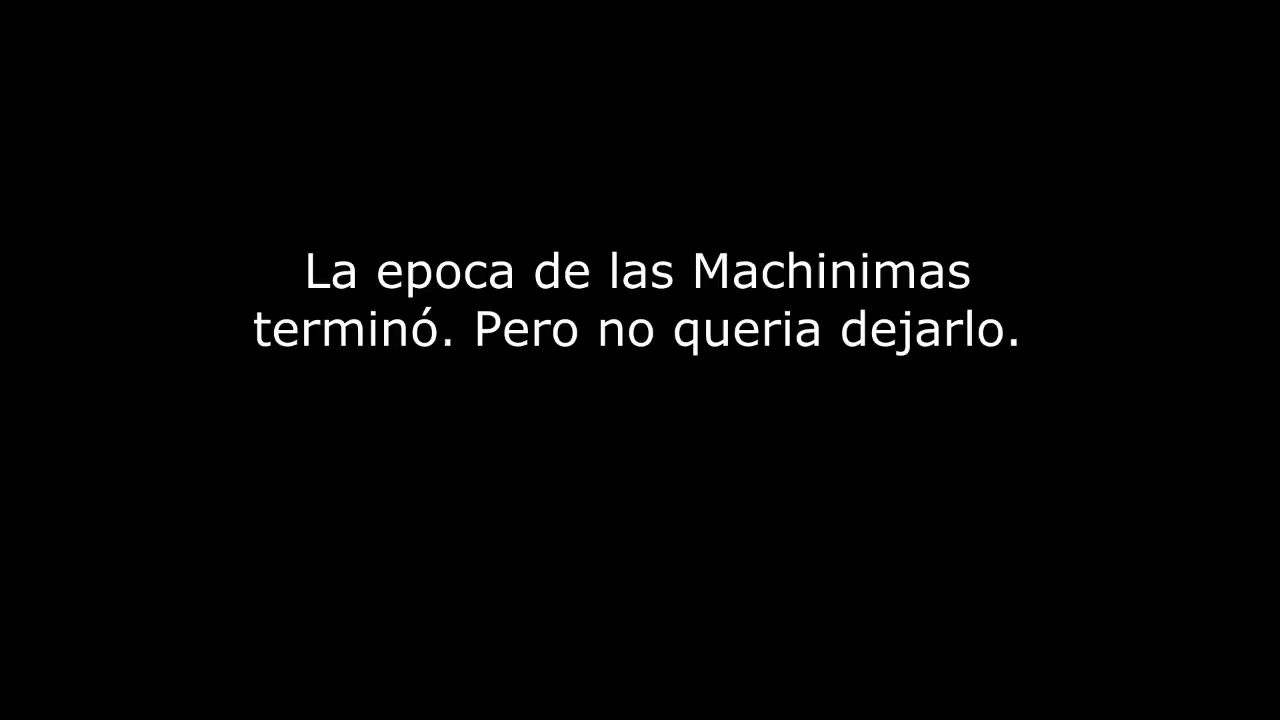 La epoca de las Machinimas
terminó. Pero no queria dejarlo.